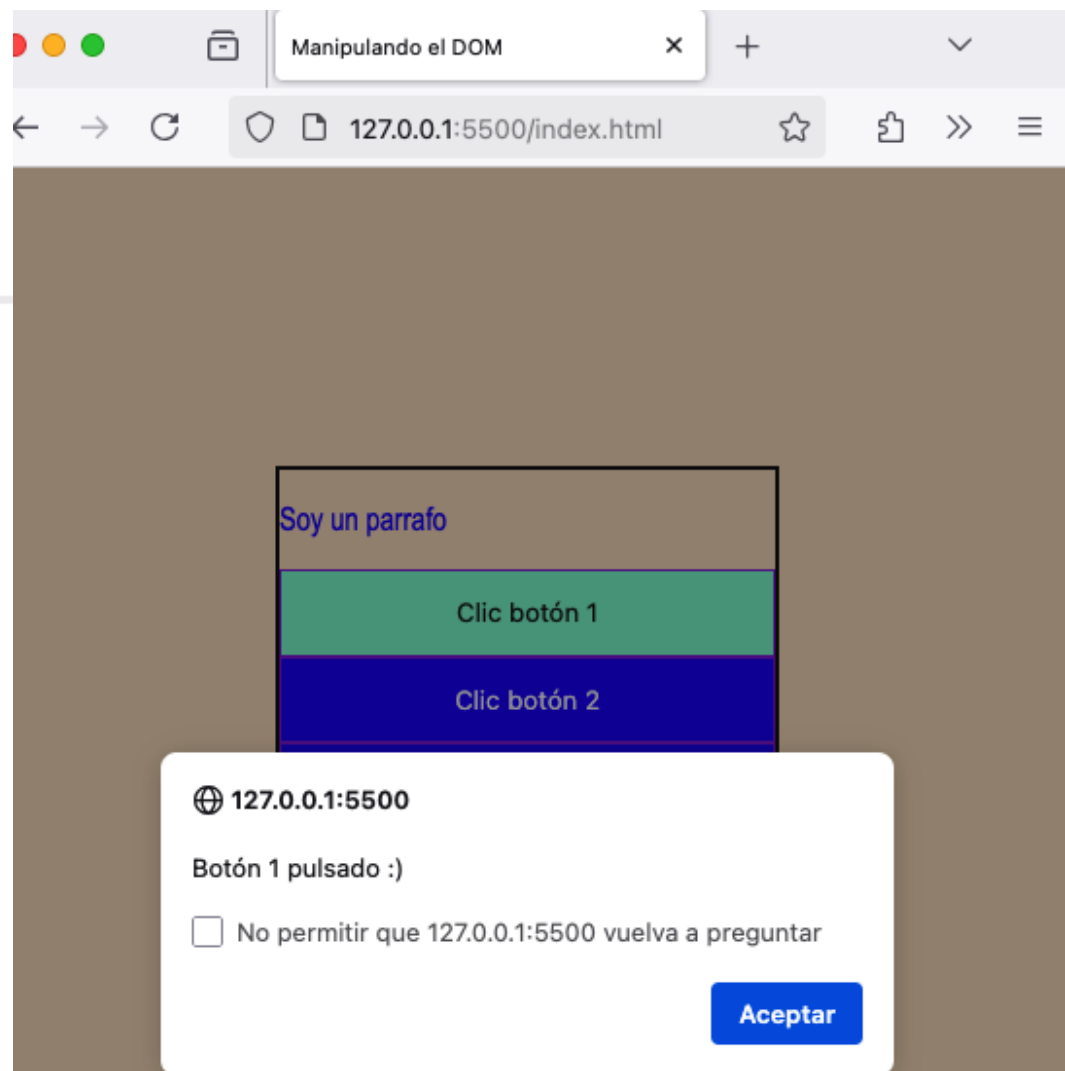 Manipulando el DOM
127.0.0.1:5500/index.html
Soy un parrafo
Clic botón 1
Clic botón 2
127.0.0.1:5500
Botón 1 pulsado :)
No permitir que 127.0.0.1:5500 vuelva a preguntar
Aceptar